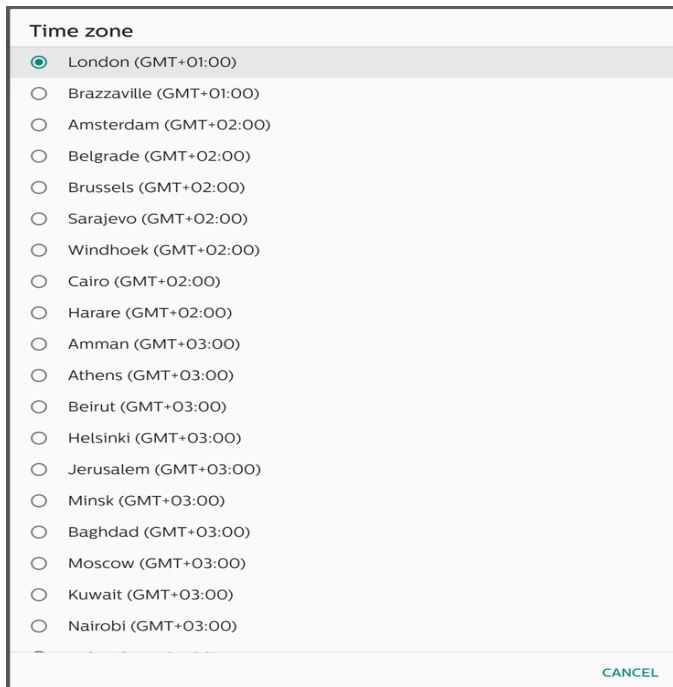 Time zone
London (GMT+01:00)
Brazzaville (GMT+01:00)
Amsterdam (GMT+02:00)
Belgrade (GMT+02:00)
Brussels (GMT+02:00)
Sarajevo (GMT+02:00)
Windhoek (GMT+02:00)
Cairo (GMT+02:00)
Harare (GMT+02:00)
Amman (GMT+03:00)
Athens (GMT+03:00)
Beirut (GMT+03:00)
Helsinki (GMT+03:00)
Jerusalem (GMT+03:00)
Minsk (GMT+03:00)
Baghdad (GMT+03:00)
Moscow (GMT+03:00)
Kuwait (GMT+03:00)
Nairobi (GMT+03:00)
CANCEL